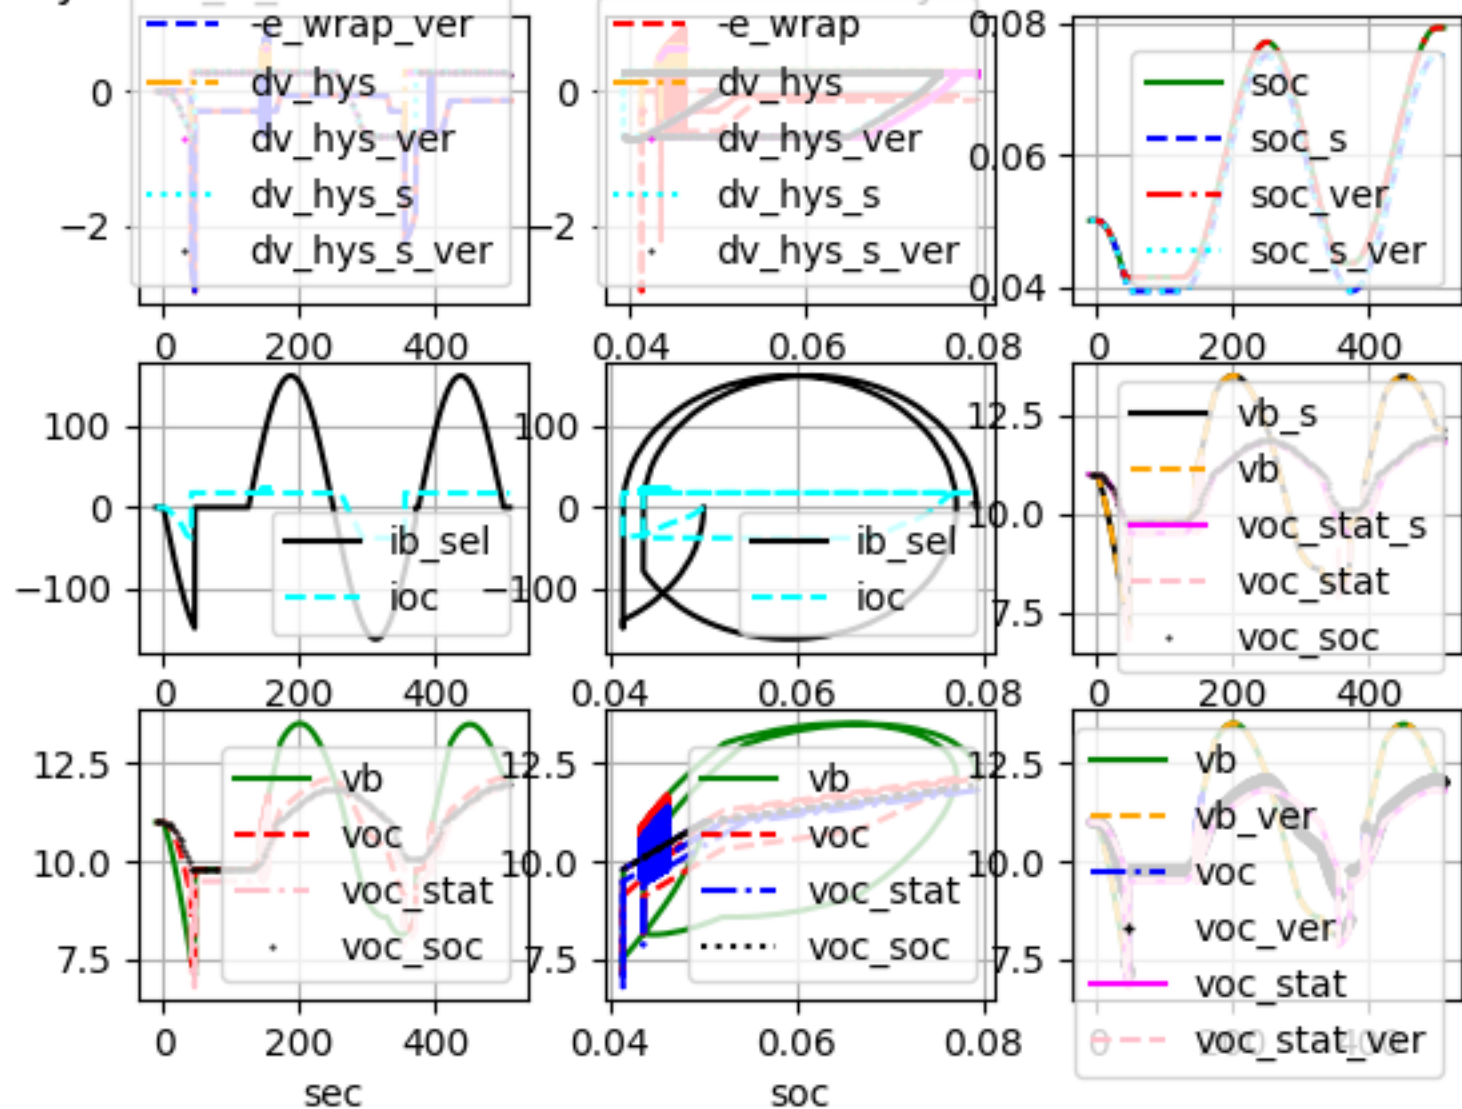 -e_wrap_ver
dv_hys
dv_hys_ver
dv_hys_s
dv_hys_s_ver
0
−2
0
200
400
-e_wrap
dv_hys
dv_hys_ver
dv_hys_s
dv_hys_s_ver
0
−2
0.04
0.06
0.08
0.08
0.06
0.04
soc
soc_s
soc_ver
soc_s_ver
0
200
400
100
0
−100
ib_sel
ioc
0
200
400
100
0
−100
ib_sel
ioc
0.04
0.06
0.08
12.5
10.0
7.5
vb_s
vb
voc_stat_s
voc_stat
voc_soc
0
200
400
12.5
10.0
7.5
vb
voc
voc_stat
voc_soc
0
200
400
sec
12.5
10.0
7.5
vb
voc
voc_stat
voc_soc
0.04
0.06
0.08
soc
12.5
10.0
7.5
vb
vb_ver
voc
voc_ver
voc_stat
voc_stat_ver
0
200
400